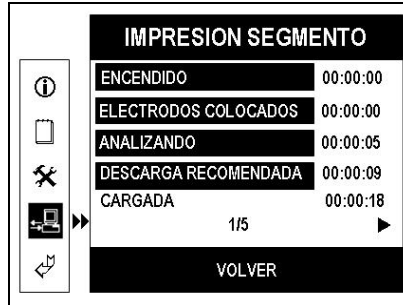 IMPRESION SEGMENTO
ENCENDIDO 00:00:00
ELECTRODOS COLOCADOS 00:00:00
ANALIZANDO 00:00:05
DESCARGA RECOMENDADA 00:00:09
CARGADA 00:00:18
1/5
VOLVER